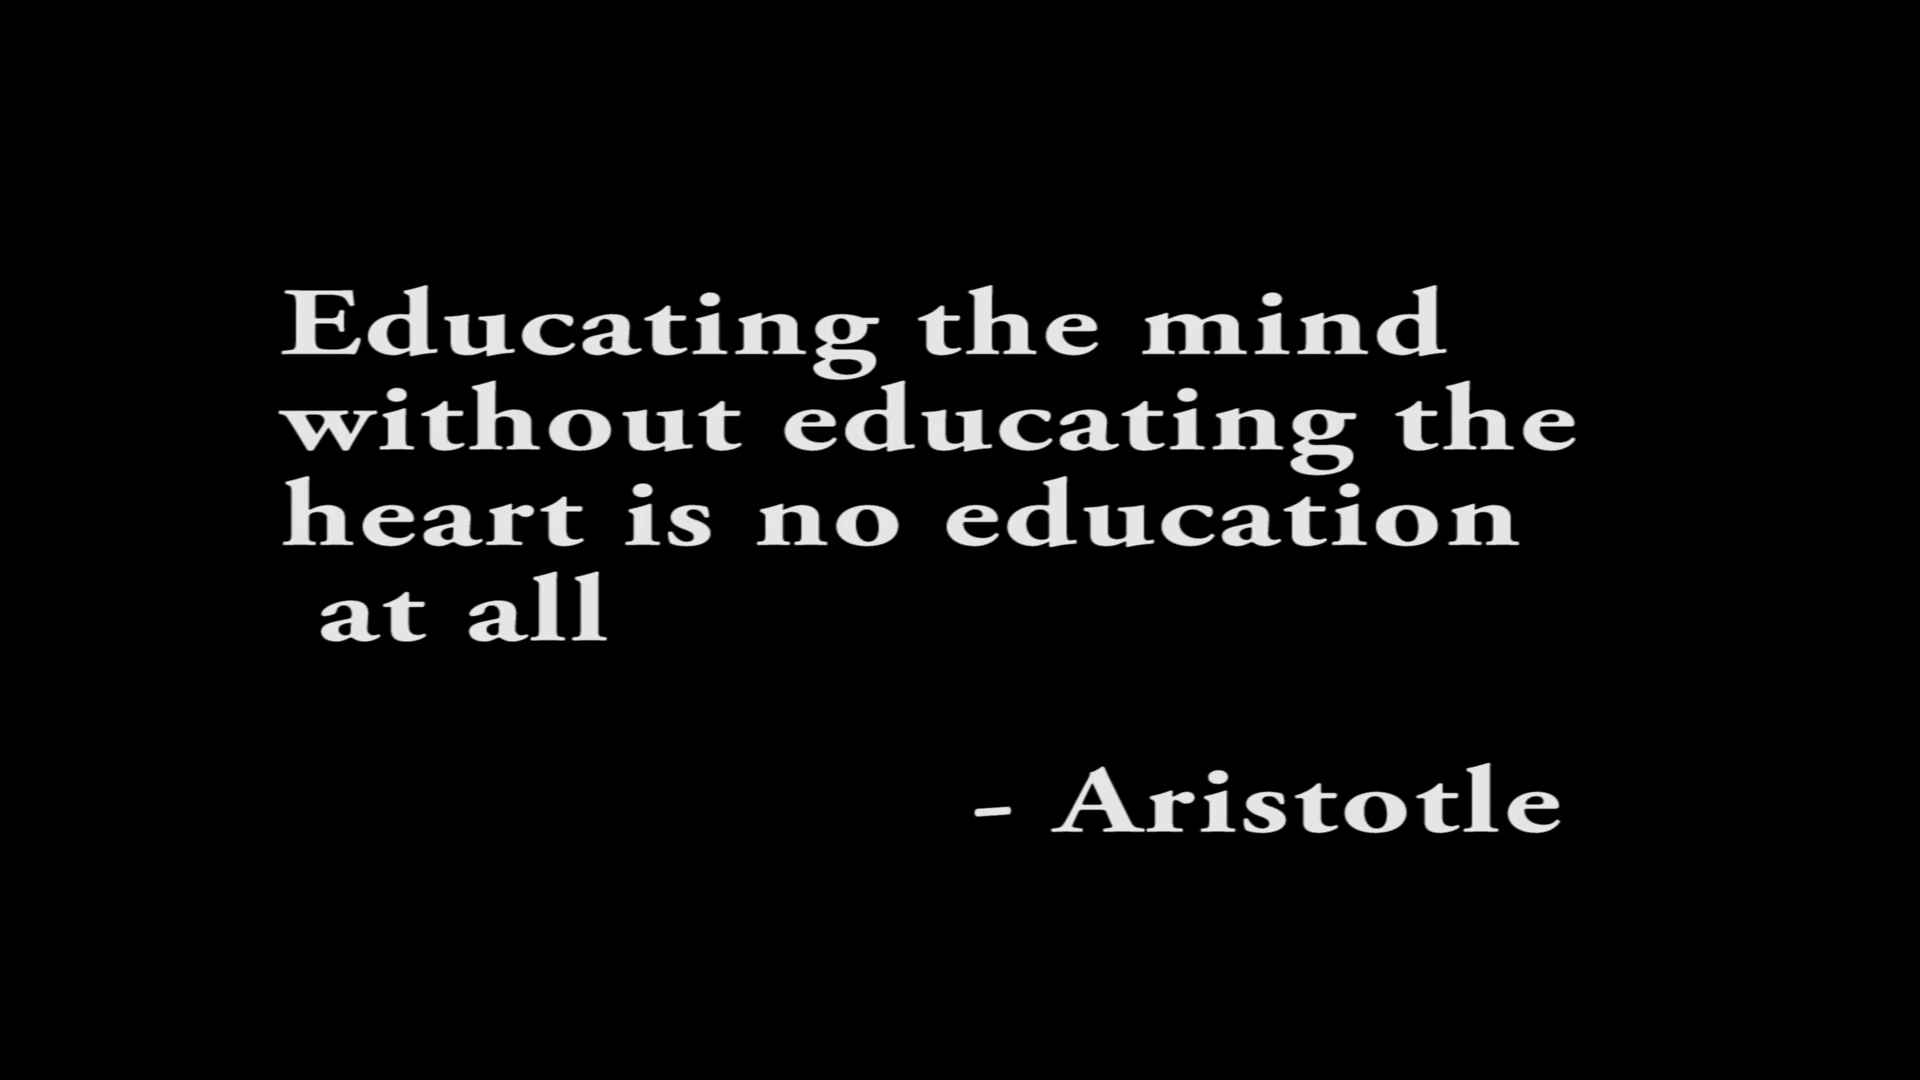 Educating the mind
without educating the
heart is no education
at all
- Aristotle